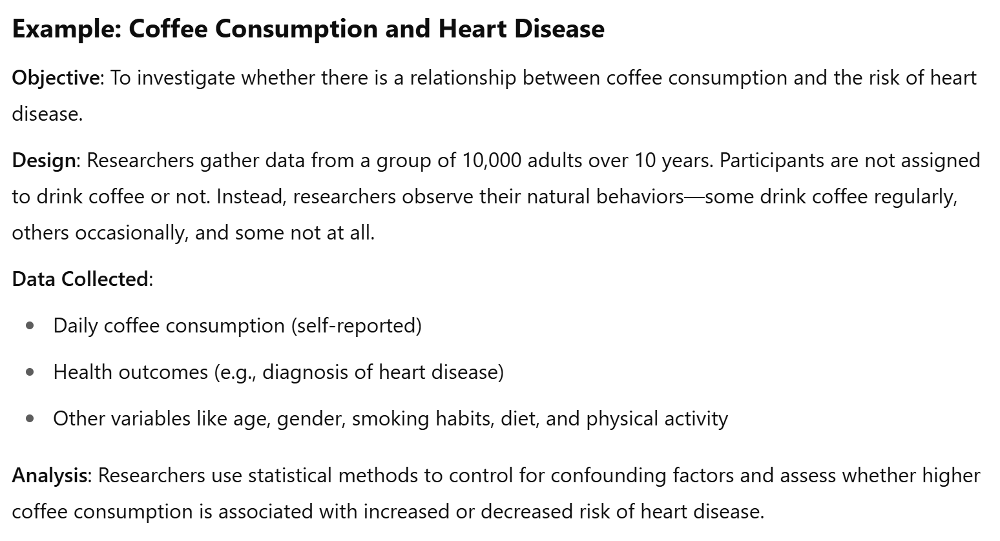 Example: Coffee Consumption and Heart Disease
Objective: To investigate whether there is a relationship between coffee consumption and the risk of heart
disease.
Design: Researchers gather data from a group of 10,000 adults over 10 years. Participants are not assigned
to drink coffee or not. Instead, researchers observe their natural behaviors—some drink coffee regularly,
others occasionally, and some not at all.
Data Collected:
• Daily coffee consumption (self-reported)
• Health outcomes (e.g., diagnosis of heart disease)
• Other variables like age, gender, smoking habits, diet, and physical activity
Analysis: Researchers use statistical methods to control for confounding factors and assess whether higher
coffee consumption is associated with increased or decreased risk of heart disease.